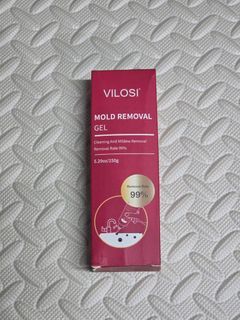 VILOSI®
MOLD REMOVAL
GEL
Cleaning And Mildew Removal
Removal Rate 99%
5.29oz/150g
Removal Rate
99%